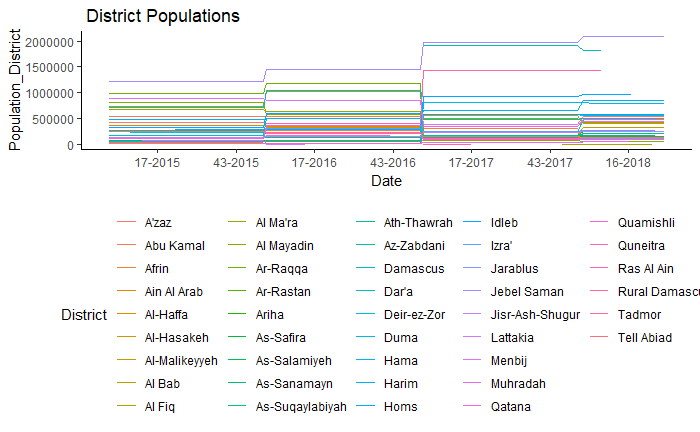 District Populations
Population_District
2000000
1500000
1000000
500000
0
17-2015 43-2015 17-2016 43-2016 17-2017 43-2017 16-2018
Date
District
A'zaz Al Ma'ra Ath-Thawrah Idleb Quamishli
Abu Kamal Al Mayadin Az-Zabdani Izra' Quneitra
Afrin Ar-Raqqa Damascus Jarablus Ras Al Ain
Ain Al Arab Ar-Rastan Dar'a Jebel Saman Rural Damascu
Al-Haffa Ariha Deir-ez-Zor Jisr-Ash-Shugur Tadmor
Al-Hasakeh As-Safira Duma Lattakia Tell Abiad
Al-Malikeyyeh As-Salamiyeh Hama Menbij
Al Bab As-Sanamayn Harim Muhradah
Al Fiq As-Suqaylabiyah Homs Qatana